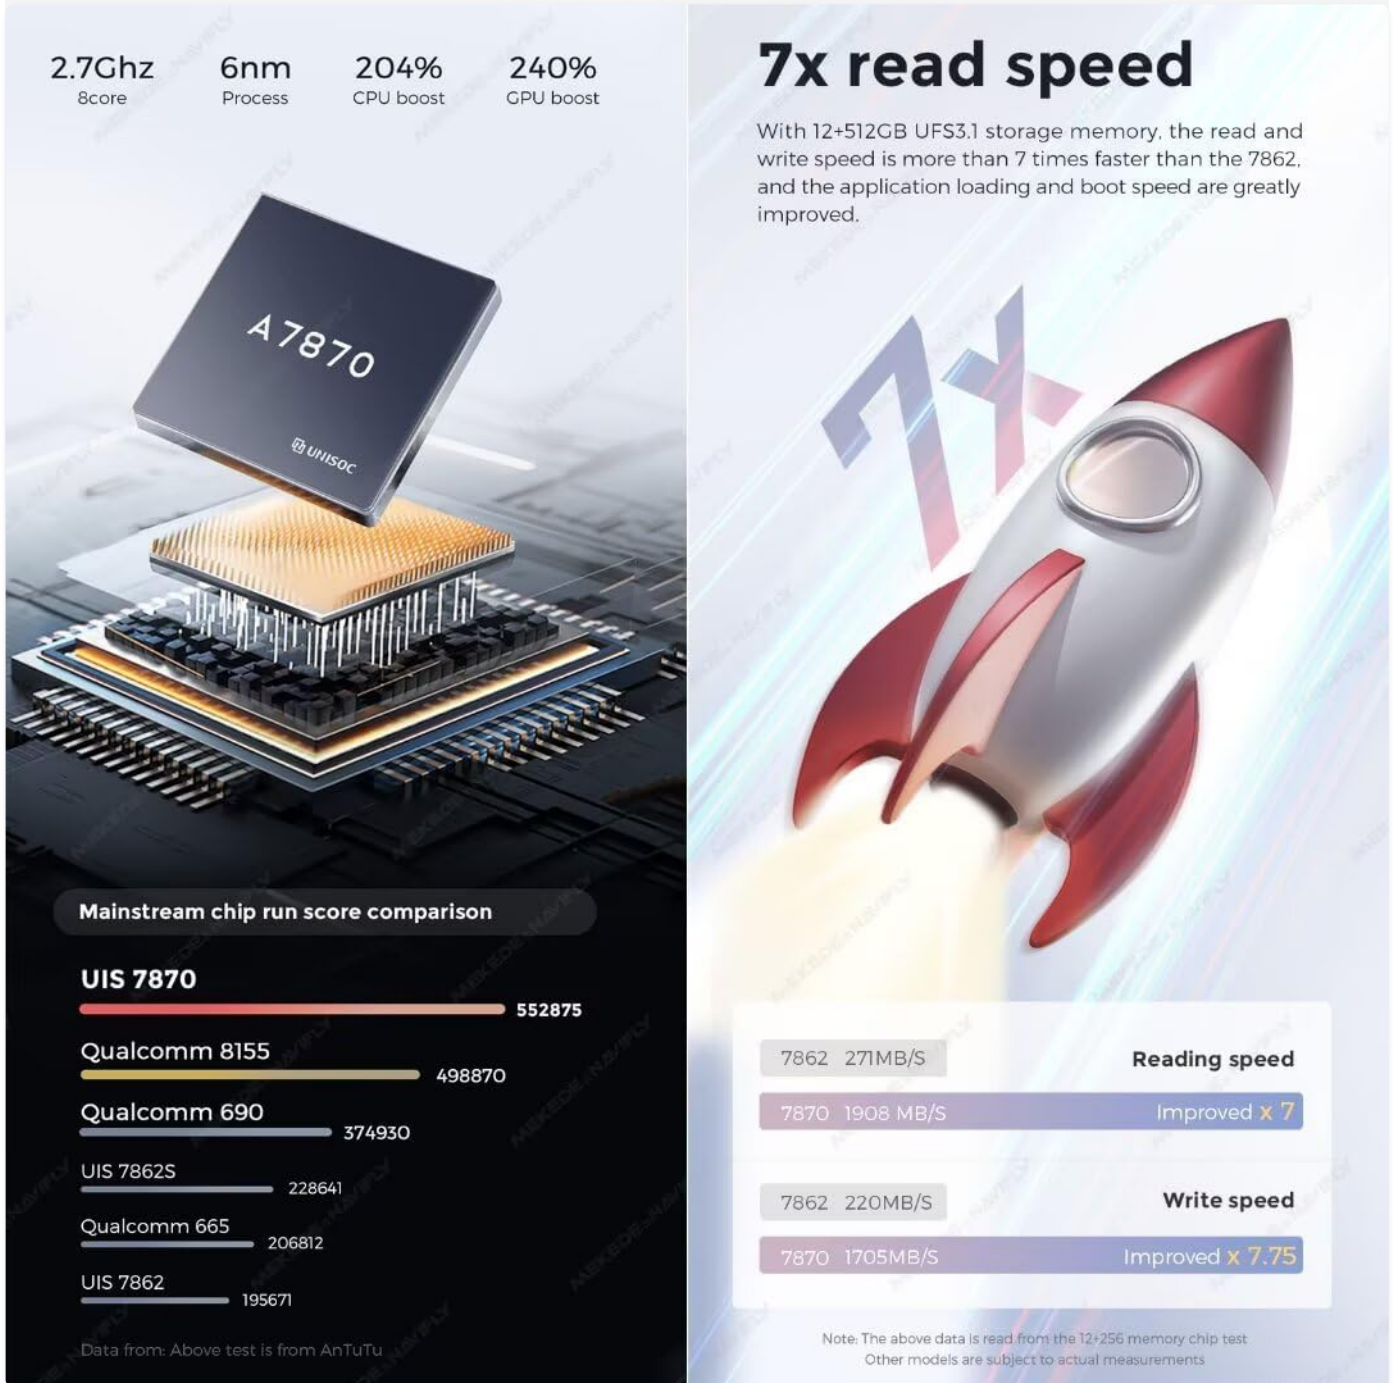 2.7Ghz
8core
6nm
Process
204%
CPU boost
240%
GPU boost
A7870
UNISOC
Mainstream chip run score comparison
UIS 7870
552875
Qualcomm 8155
498870
Qualcomm 690
374930
UIS 7862S
228641
Qualcomm 665
206812
UIS 7862
195671
Data from: Above test is from AnTuTu
7x read speed
With 12+512GB UFS3.1 storage memory, the read and
write speed is more than 7 times faster than the 7862,
and the application loading and boot speed are greatly
improved.
7x
7862 271MB/S
Reading speed
7870 1908 MB/S
Improved x 7
7862 220MB/S
Write speed
7870 1705MB/S
Improved x 7.75
Note: The above data is read from the 12+256 memory chip test
Other models are subject to actual measurements